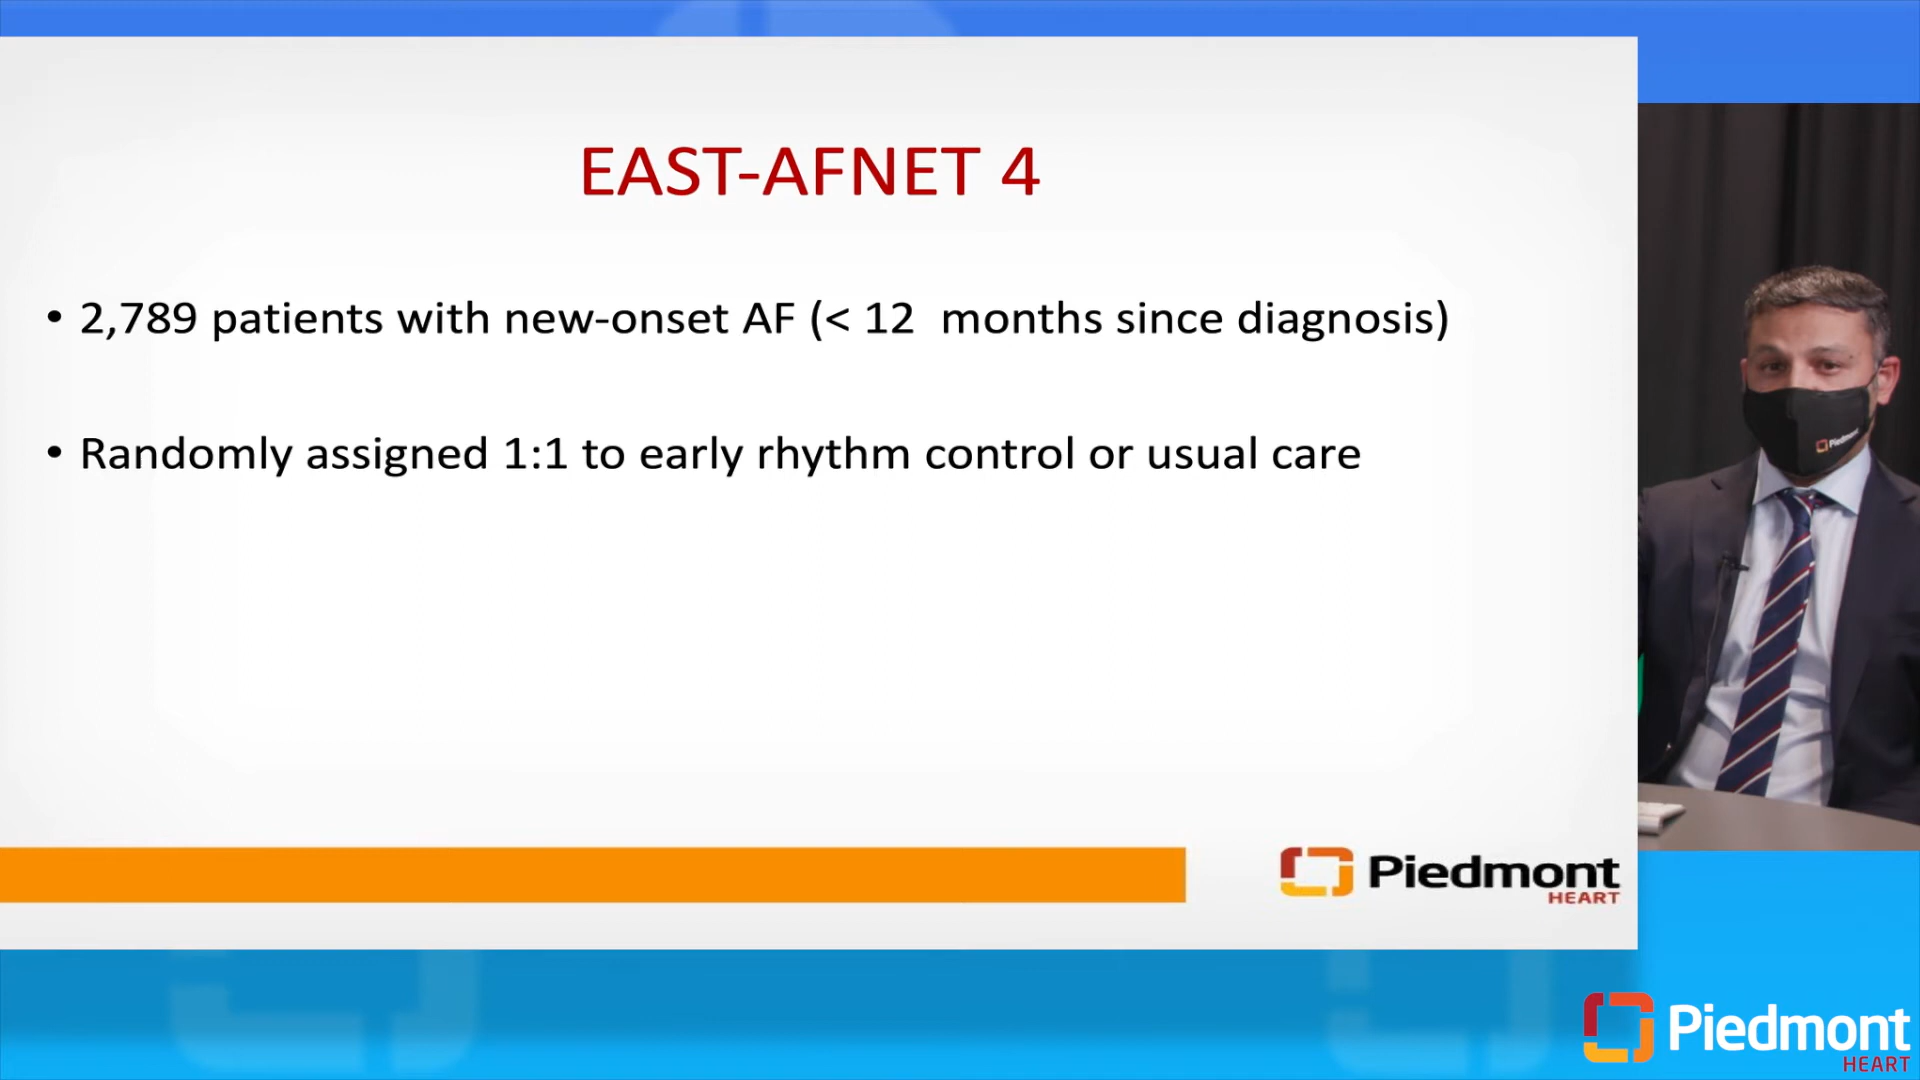 EAST-AFNET 4
• 2,789 patients with new-onset AF (< 12  months since diagnosis)
• Randomly assigned 1:1 to early rhythm control or usual care
Piedmont
HEART
Piedmont
Piedmont
HEART